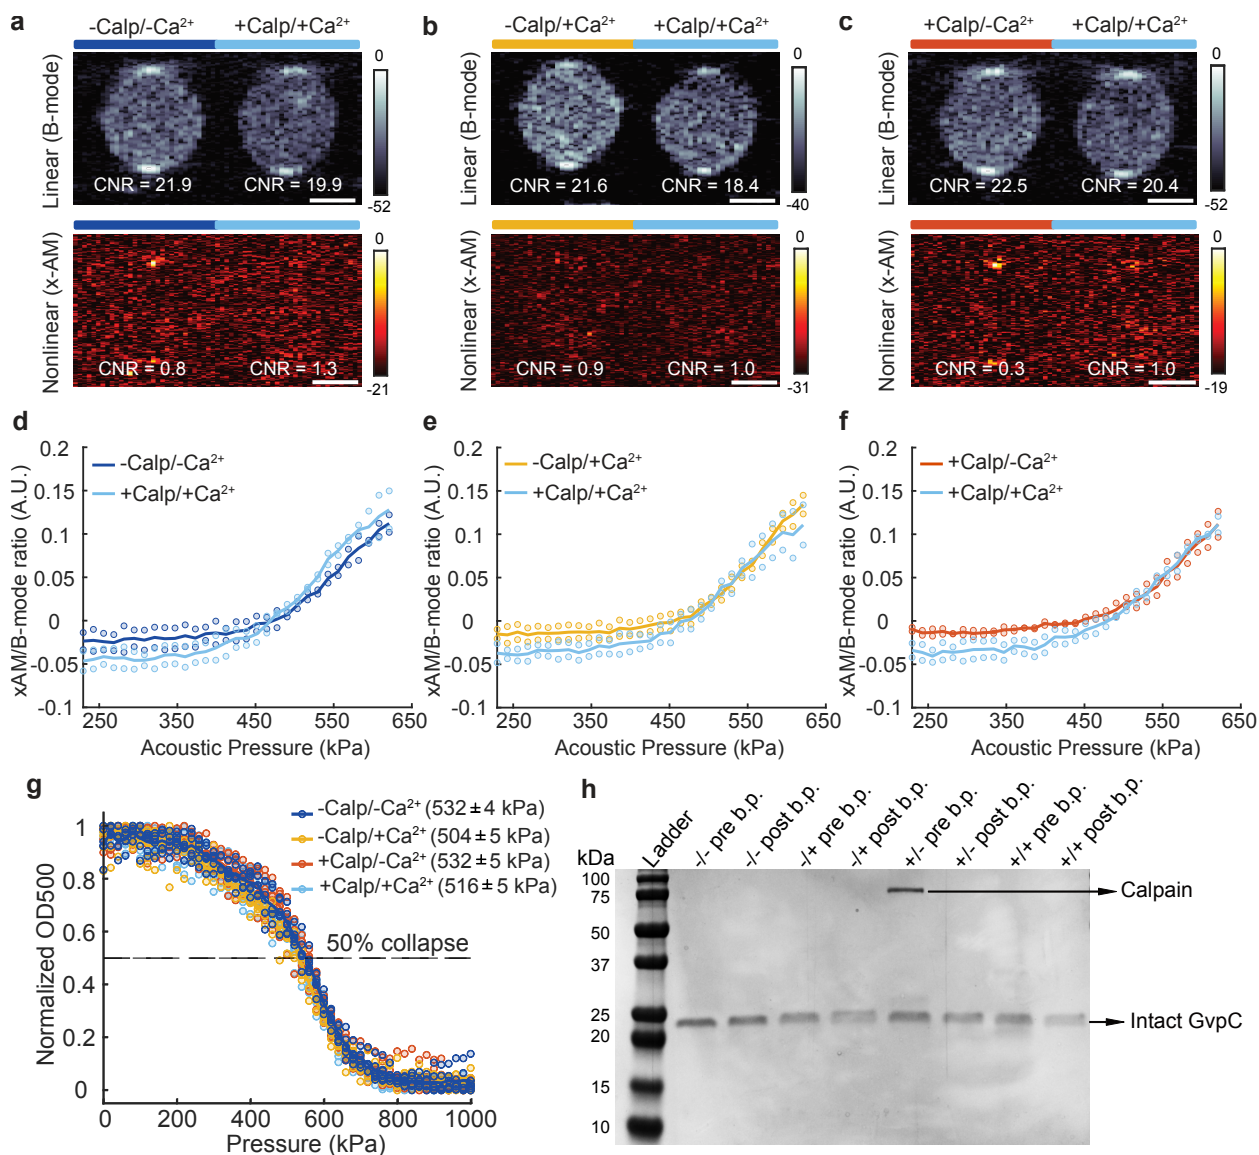 a
-Calp/-Ca²⁺ +Calp/+Ca²⁺
Linear (B-mode)
CNR = 21.9 CNR = 19.9
0
-52
Nonlinear (x-AM)
CNR = 0.8 CNR = 1.3
0
-21
b
-Calp/+Ca²⁺ +Calp/+Ca²⁺
Linear (B-mode)
CNR = 21.6 CNR = 18.4
0
-40
Nonlinear (x-AM)
CNR = 0.9 CNR = 1.0
0
-31
c
+Calp/-Ca²⁺ +Calp/+Ca²⁺
Linear (B-mode)
CNR = 22.5 CNR = 20.4
0
-52
Nonlinear (x-AM)
CNR = 0.3 CNR = 1.0
0
-19
d
xAM/B-mode ratio (A.U.)
0.2
0.15
0.1
0.05
0
-0.05
-0.1
-Calp/-Ca²⁺
+Calp/+Ca²⁺
250 350 450 550 650
Acoustic Pressure (kPa)
e
xAM/B-mode ratio (A.U.)
0.2
0.15
0.1
0.05
0
-0.05
-0.1
-Calp/+Ca²⁺
+Calp/+Ca²⁺
250 350 450 550 650
Acoustic Pressure (kPa)
f
xAM/B-mode ratio (A.U.)
0.2
0.15
0.1
0.05
0
-0.05
-0.1
+Calp/-Ca²⁺
+Calp/+Ca²⁺
250 350 450 550 650
Acoustic Pressure (kPa)
g
Normalized OD500
1
0.8
0.6
0.4
0.2
0
-Calp/-Ca²⁺ (532 ± 4 kPa)
-Calp/+Ca²⁺ (504 ± 5 kPa)
+Calp/-Ca²⁺ (532 ± 5 kPa)
+Calp/+Ca²⁺ (516 ± 5 kPa)
50% collapse
0 200 400 600 800 1000
Pressure (kPa)
h
kDa
Ladder
-/- pre b.p.
-/- post b.p.
-/+ pre b.p.
-/+ post b.p.
+/- pre b.p.
+/- post b.p.
+/+ pre b.p.
+/+ post b.p.
100
75
50
37
25
20
15
10
Calpain
Intact GvpC